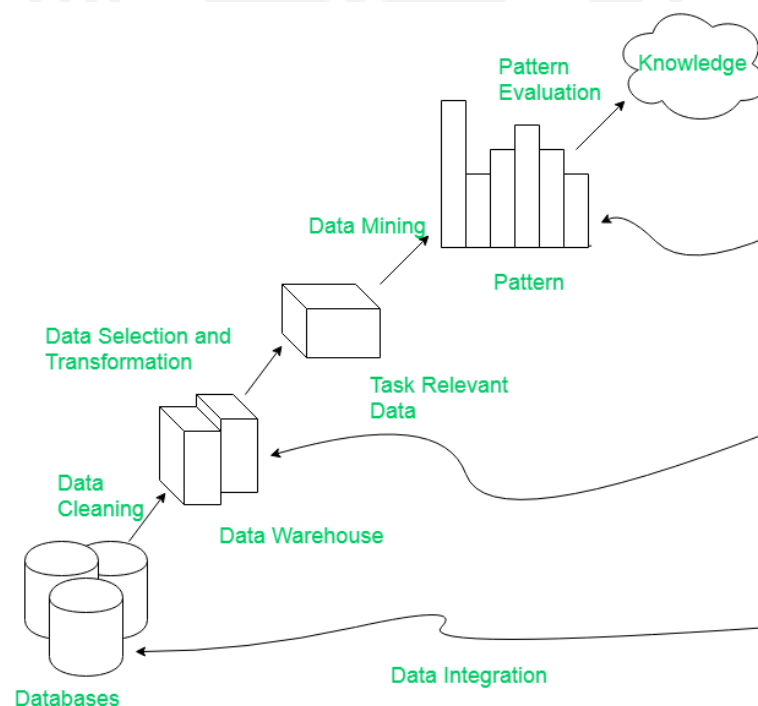 Pattern
Evaluation
Knowledge
Data Mining
Pattern
Data Selection and
Transformation
Task Relevant
Data
Data
Cleaning
Data Warehouse
Data Integration
Databases